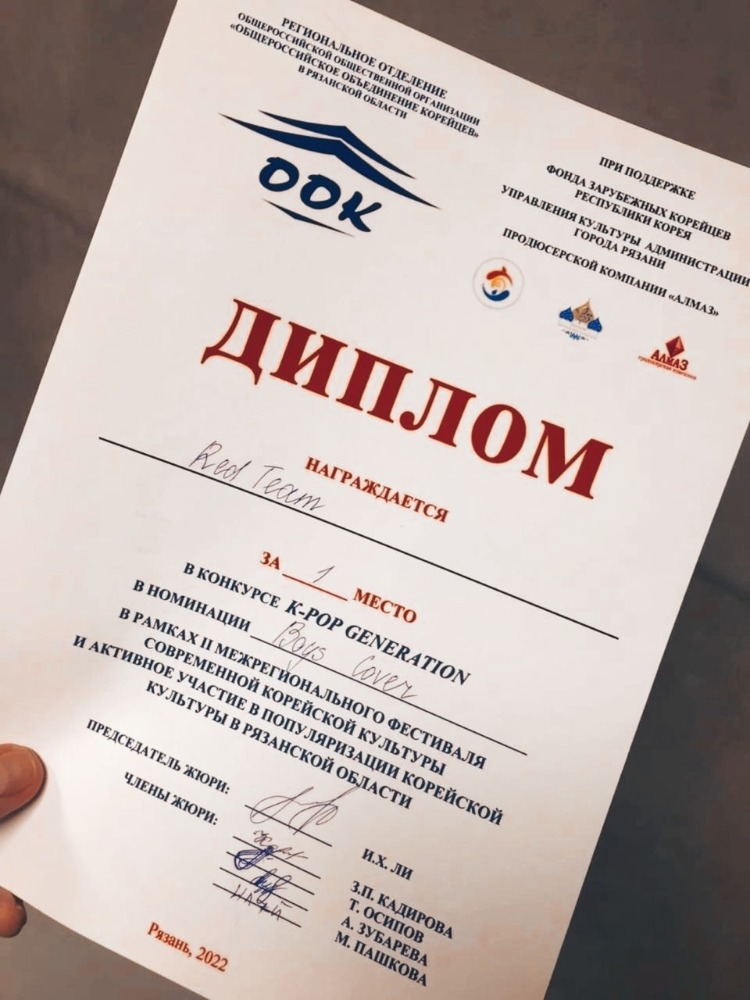 РЕГИОНАЛЬНОЕ ОТДЕЛЕНИЕ
ОБЩЕРОССИЙСКОЙ ОБЩЕСТВЕННОЙ ОРГАНИЗАЦИИ
«ОБЩЕРОССИЙСКОЕ ОБЪЕДИНЕНИЕ КОРЕЙЦЕВ»
В РЯЗАНСКОЙ ОБЛАСТИ
ООК
ПРИ ПОДДЕРЖКЕ
ФОНДА ЗАРУБЕЖНЫХ КОРЕЙЦЕВ
РЕСПУБЛИКИ КОРЕЯ
УПРАВЛЕНИЯ КУЛЬТУРЫ АДМИНИСТРАЦИИ
ГОРОДА РЯЗАНИ
ПРОДЮСЕРСКОЙ КОМПАНИИ «АЛМАЗ»
АЛМАЗ
ДИПЛОМ
НАГРАЖДАЕТСЯ
Red Team
ЗА 1 МЕСТО
В КОНКУРСЕ K-POP GENERATION
В НОМИНАЦИИ Boys Cover
В РАМКАХ II МЕЖРЕГИОНАЛЬНОГО ФЕСТИВАЛЯ
СОВРЕМЕННОЙ КОРЕЙСКОЙ КУЛЬТУРЫ
И АКТИВНОЕ УЧАСТИЕ В ПОПУЛЯРИЗАЦИИ КОРЕЙСКОЙ
КУЛЬТУРЫ В РЯЗАНСКОЙ ОБЛАСТИ
ПРЕДСЕДАТЕЛЬ ЖЮРИ:
И.Х. ЛИ
ЧЛЕНЫ ЖЮРИ:
З.П. КАДИРОВА
Т. ОСИПОВ
А. ЗУБАРЕВА
М. ПАШКОВА
Рязань, 2022